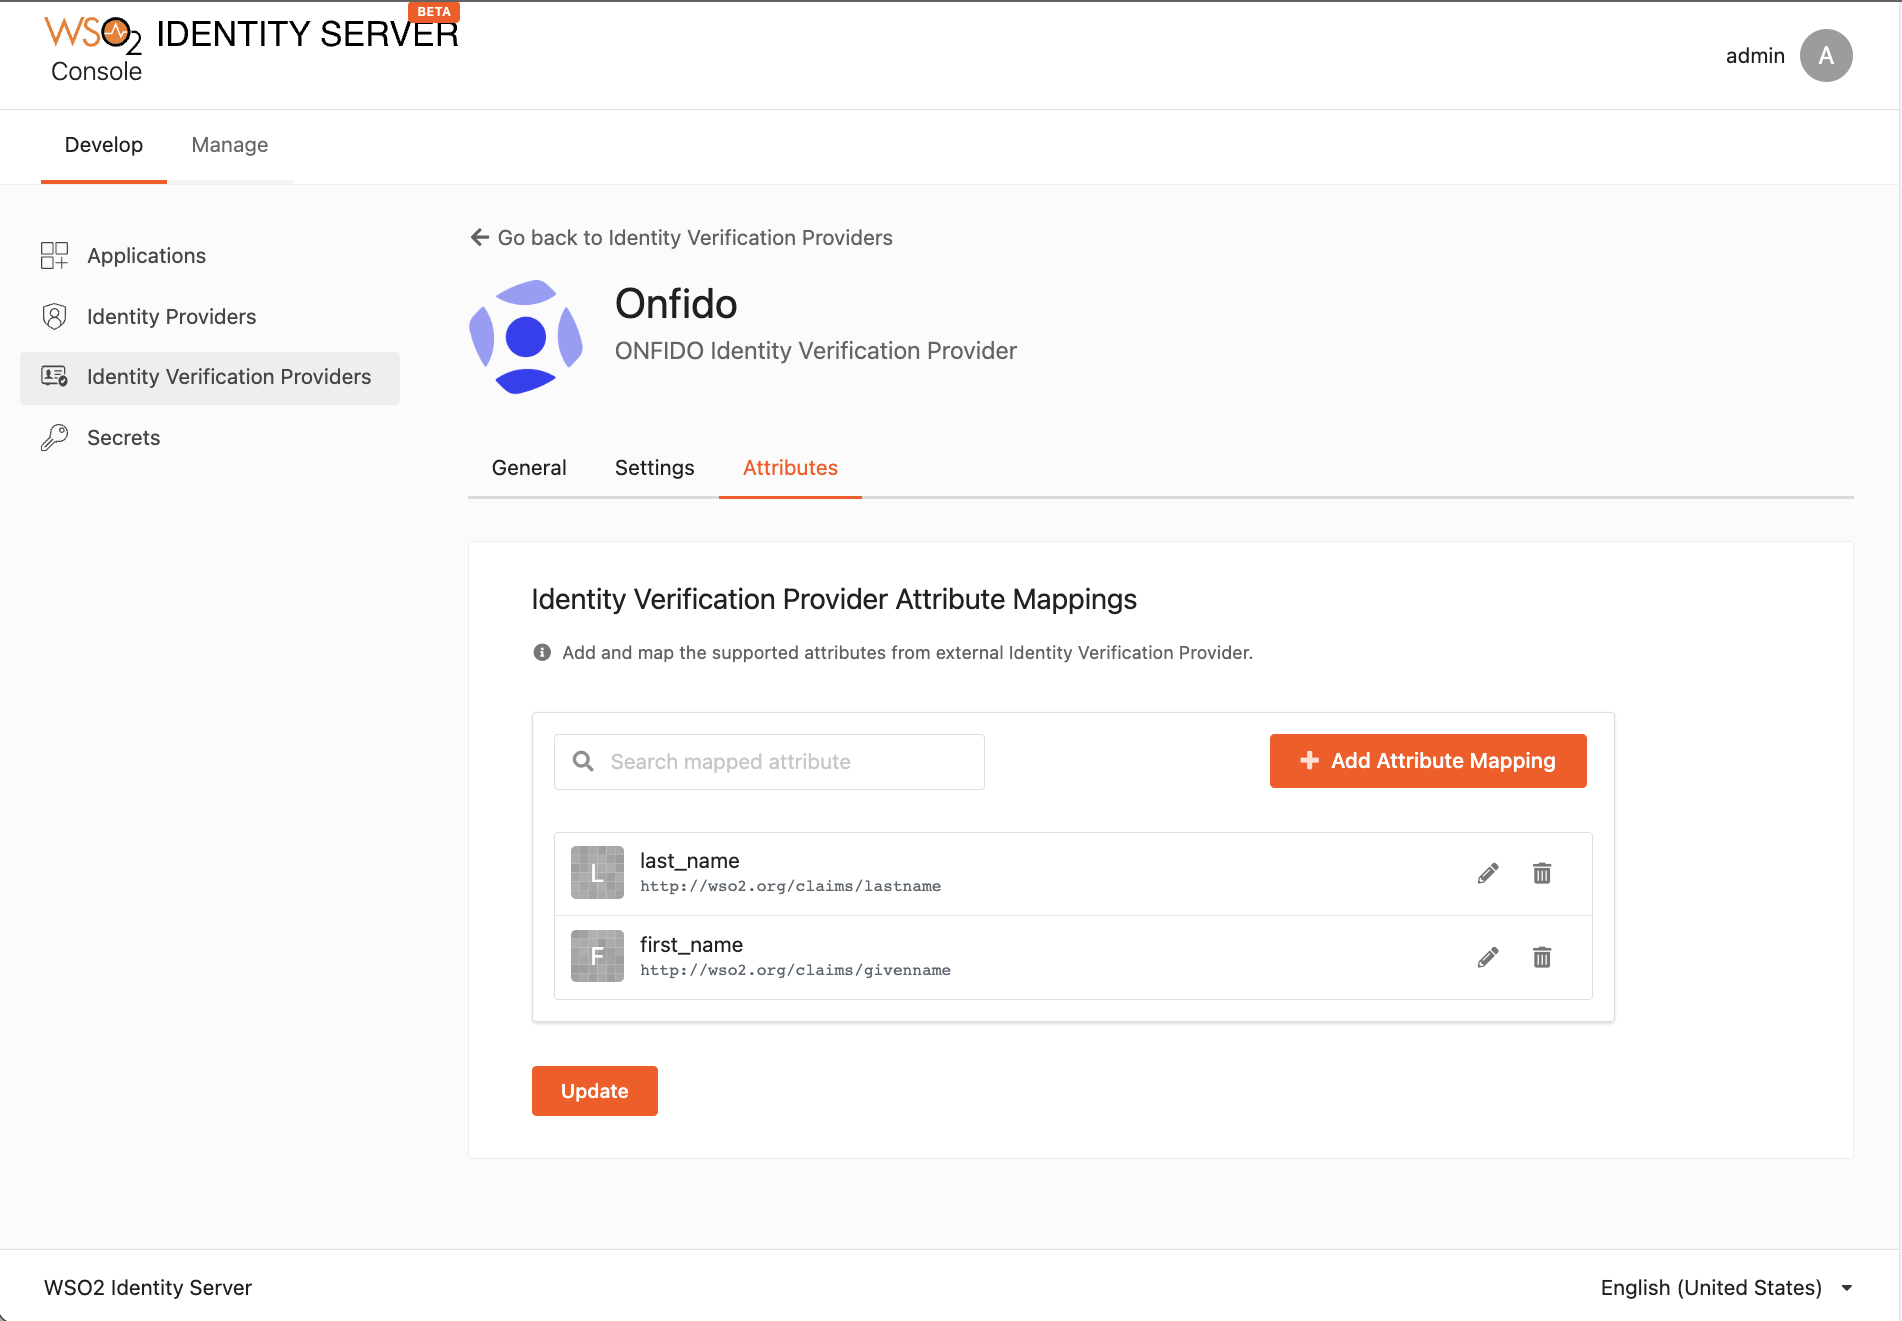 BETA
WSO2 IDENTITY SERVER
Console
admin
A
Develop
Manage
Applications
Identity Providers
Identity Verification Providers
Secrets
Go back to Identity Verification Providers
Onfido
ONFIDO Identity Verification Provider
General
Settings
Attributes
Identity Verification Provider Attribute Mappings
Add and map the supported attributes from external Identity Verification Provider.
Search mapped attribute
Add Attribute Mapping
L
last_name
http://wso2.org/claims/lastname
F
first_name
http://wso2.org/claims/givenname
Update
WSO2 Identity Server
English (United States)